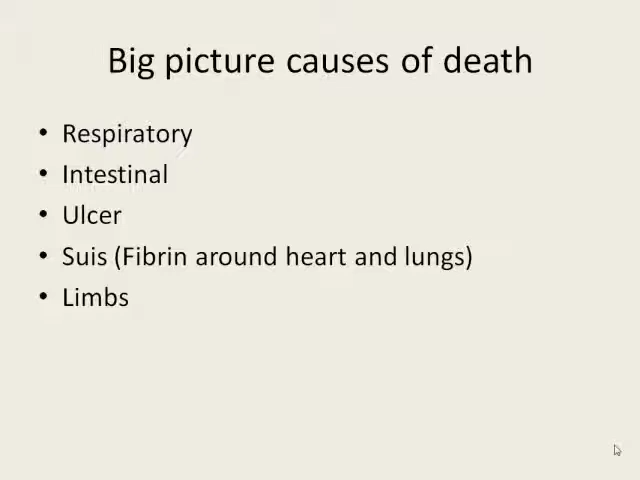 Big picture causes of death
• Respiratory
• Intestinal
• Ulcer
• Suis (Fibrin around heart and lungs)
• Limbs